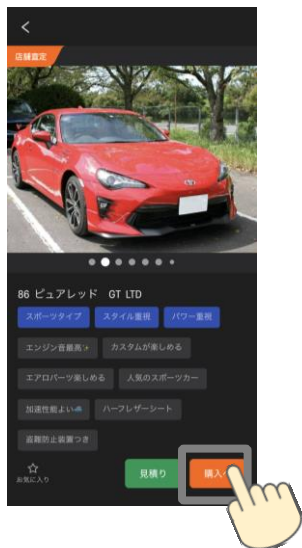 店舗査定
86 ピュアレッド GT LTD
スポーツタイプ スタイル重視 パワー重視
エンジン音最高✨ カスタムが楽しめる
エアロパーツ楽しめる 人気のスポーツカー
加速性能よい🚙 ハーフレザーシート
盗難防止装置つき
☆
お気に入り 見積り 購入